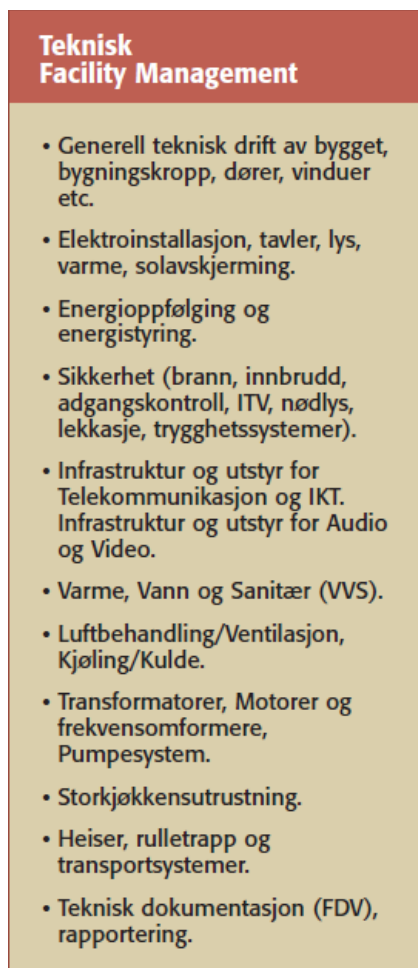 Teknisk
Facility Management
• Generell teknisk drift av bygget,
bygningskropp, dører, vinduer
etc.
• Elektroinstallasjon, tavler, lys,
varme, solavskjerming.
• Energioppfølging og
energistyring.
• Sikkerhet (brann, innbrudd,
adgangskontroll, ITV, nødlys,
lekkasje, trygghetssystemer).
• Infrastruktur og utstyr for
Telekommunikasjon og IKT.
Infrastruktur og utstyr for Audio
og Video.
• Varme, Vann og Sanitær (VVS).
• Luftbehandling/Ventilasjon,
Kjøling/Kulde.
• Transformatorer, Motorer og
frekvensomformere,
Pumpesystem.
• Storkjøkkensutrustning.
• Heiser, rulletrapp og
transportsystemer.
• Teknisk dokumentasjon (FDV),
rapportering.